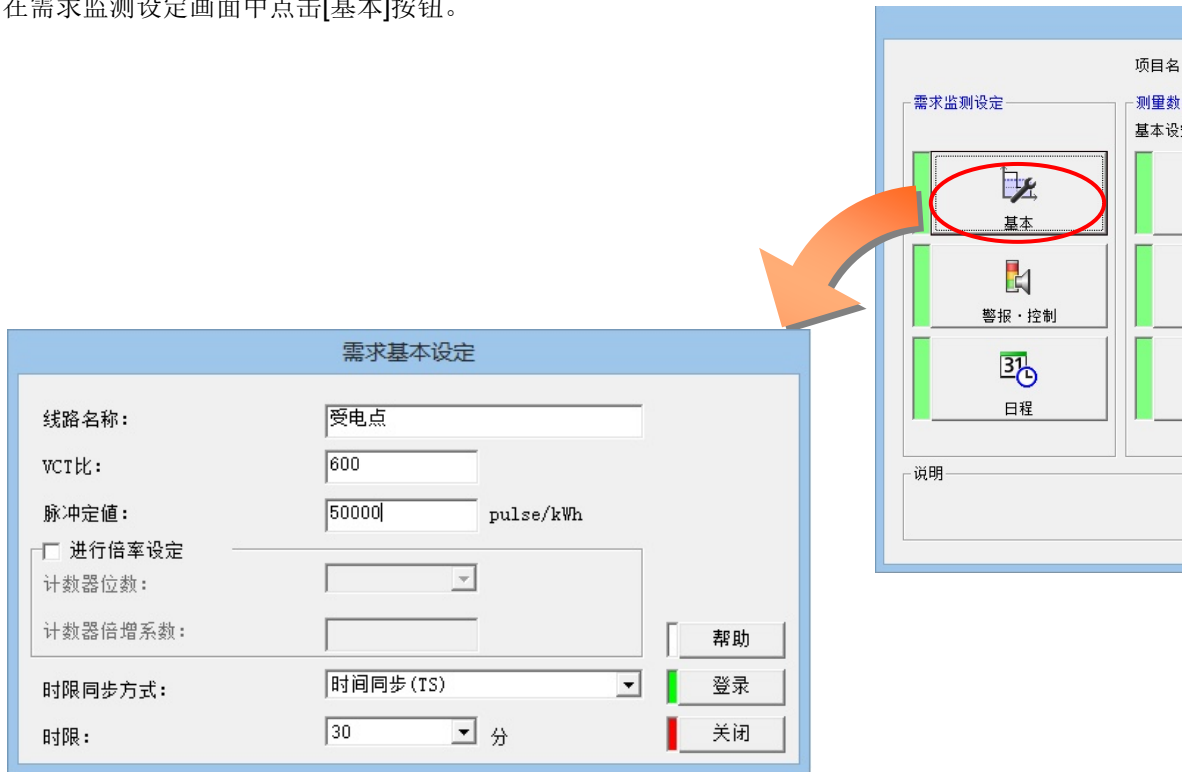 在需求监测设定画面中点击[基本]按钮。
项目名
需求监测设定
测量数
基本设
基本
警报・控制
31
日程
说明
需求基本设定
线路名称: 受电点
VCT比: 600
脉冲定值: 50000 pulse/kWh
进行倍率设定
计数器位数:
计数器倍增系数:
帮助
时限同步方式: 时间同步(TS)
登录
时限: 30 分
关闭